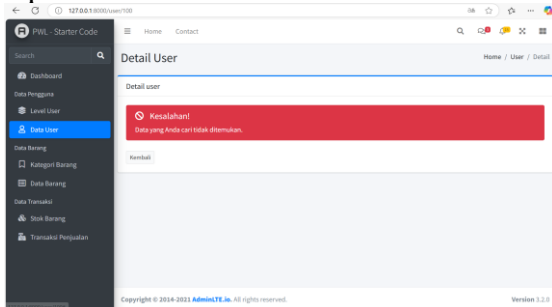 127.0.0.1:8000/user/100
PWL - Starter Code
Home Contact
Search
Detail User
Home / User / Detail
Dashboard
Data Pengguna
Level User
Data User
Data Barang
Kategori Barang
Data Barang
Data Transaksi
Stok Barang
Transaksi Penjualan
Detail user
Kesalahan!
Data yang Anda cari tidak ditemukan.
Kembali
Copyright © 2014-2021 AdminLTE.io. All rights reserved.
Version 3.2.0